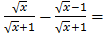 √x/(√x+1) − (√x−1)/(√x+1) =